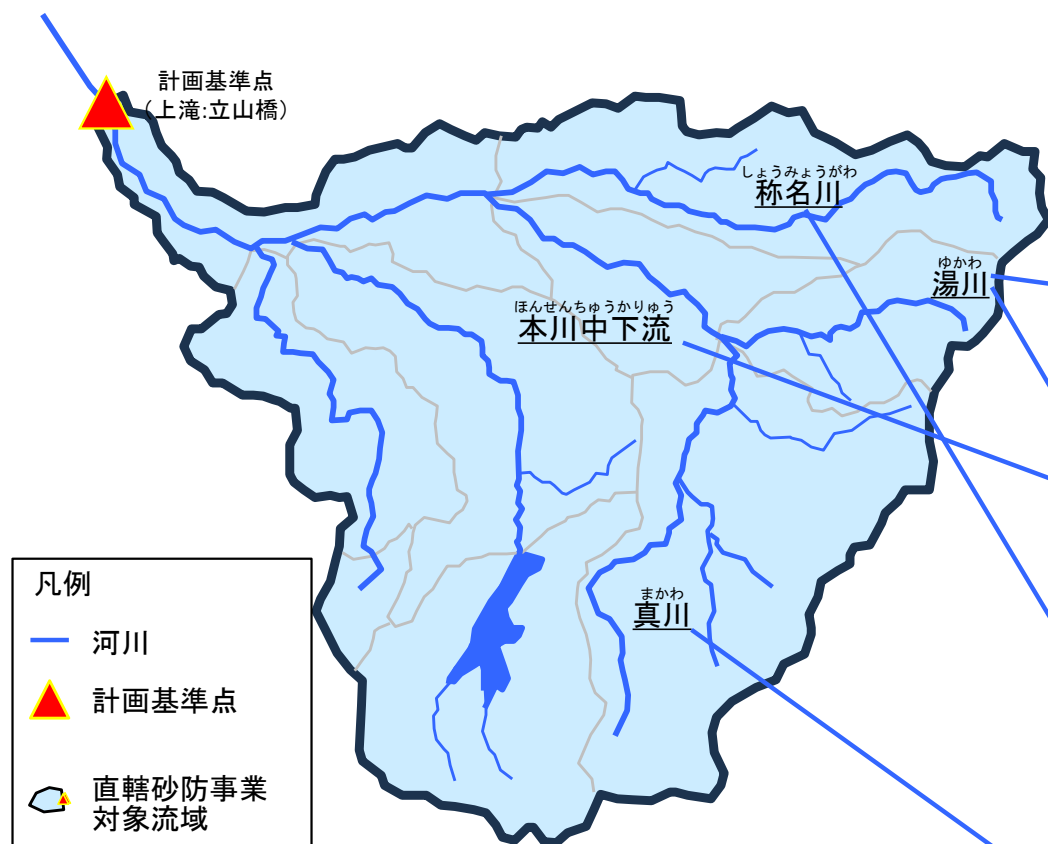 計画基準点
(上滝:立山橋)
しょうみょうがわ
称名川
ゆかわ
湯川
ほんせんちゅうかりゅう
本川中下流
まかわ
真川
凡例
河川
計画基準点
直轄砂防事業
対象流域